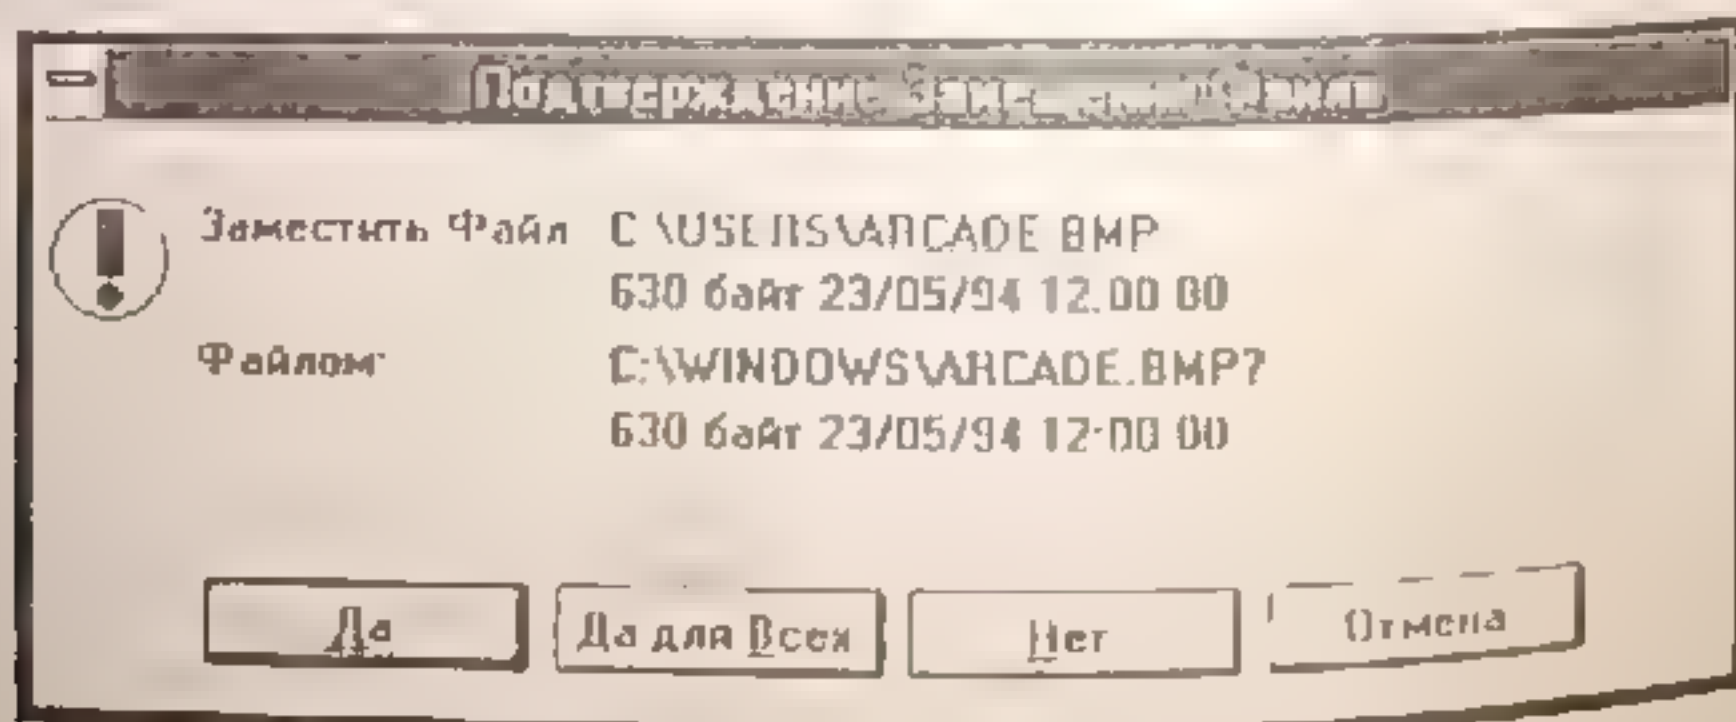 Подтверждение Файла
Заместить Файл C:\USERS\ARCADE.BMP
630 байт 23/05/94 12:00:00
Файлом: C:\WINDOWS\ARCADE.BMP?
630 байт 23/05/94 12:00:00
Да Да для Всех Нет Отмена